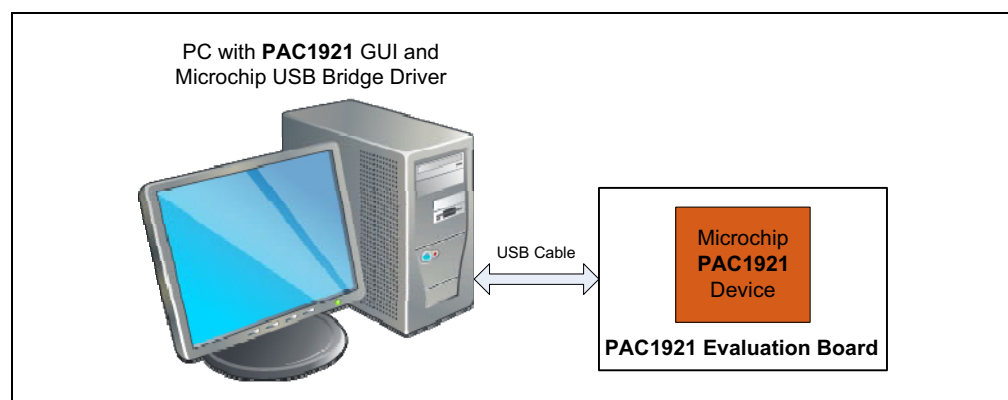 PC with PAC1921 GUI and
Microchip USB Bridge Driver
USB Cable
Microchip
PAC1921
Device
PAC1921 Evaluation Board